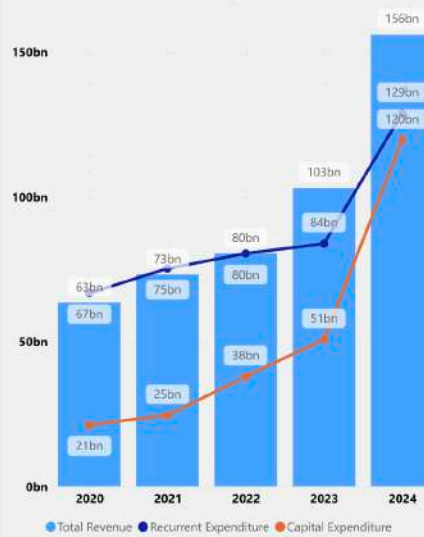 156bn
150bn
129bn
120bn
103bn
100bn
84bn
80bn
73bn
80bn
75bn
63bn
67bn
50bn
51bn
38bn
25bn
21bn
0bn
2020 2021 2022 2023 2024
Total Revenue Recurrent Expenditure Capital Expenditure